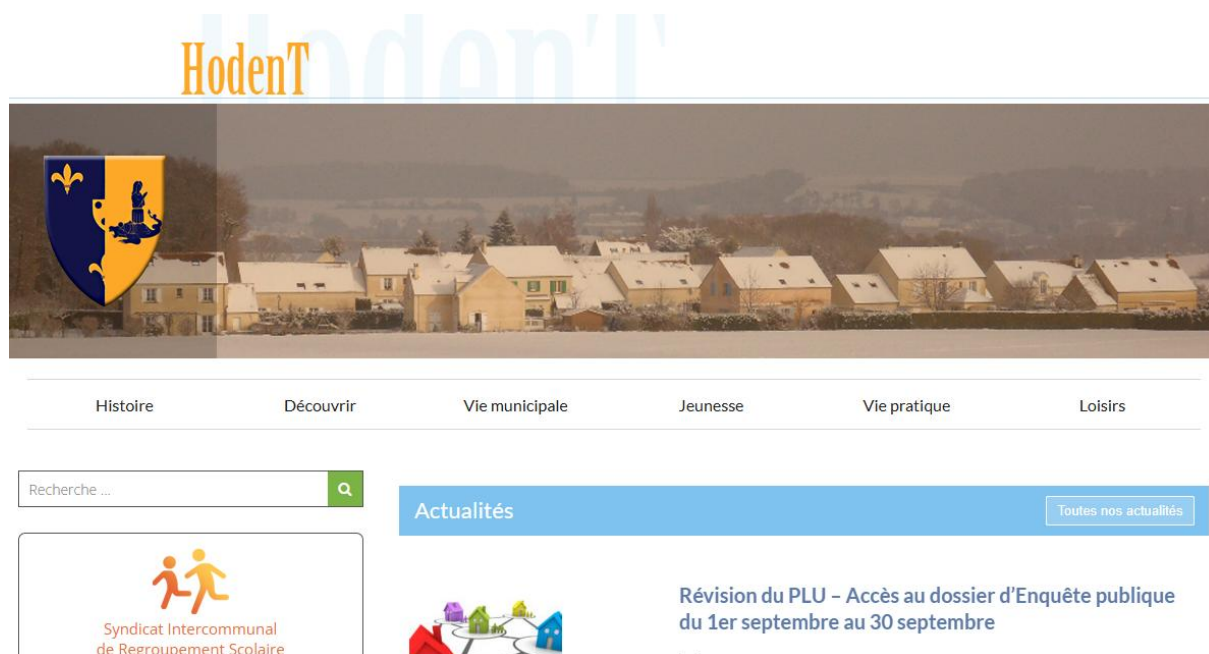 HodenT
HodenT
Histoire
Découvrir
Vie municipale
Jeunesse
Vie pratique
Loisirs
Recherche ...
Actualités
Toutes nos actualités
Syndicat Intercommunal
de Regroupement Scolaire
Révision du PLU – Accès au dossier d'Enquête publique
du 1er septembre au 30 septembre